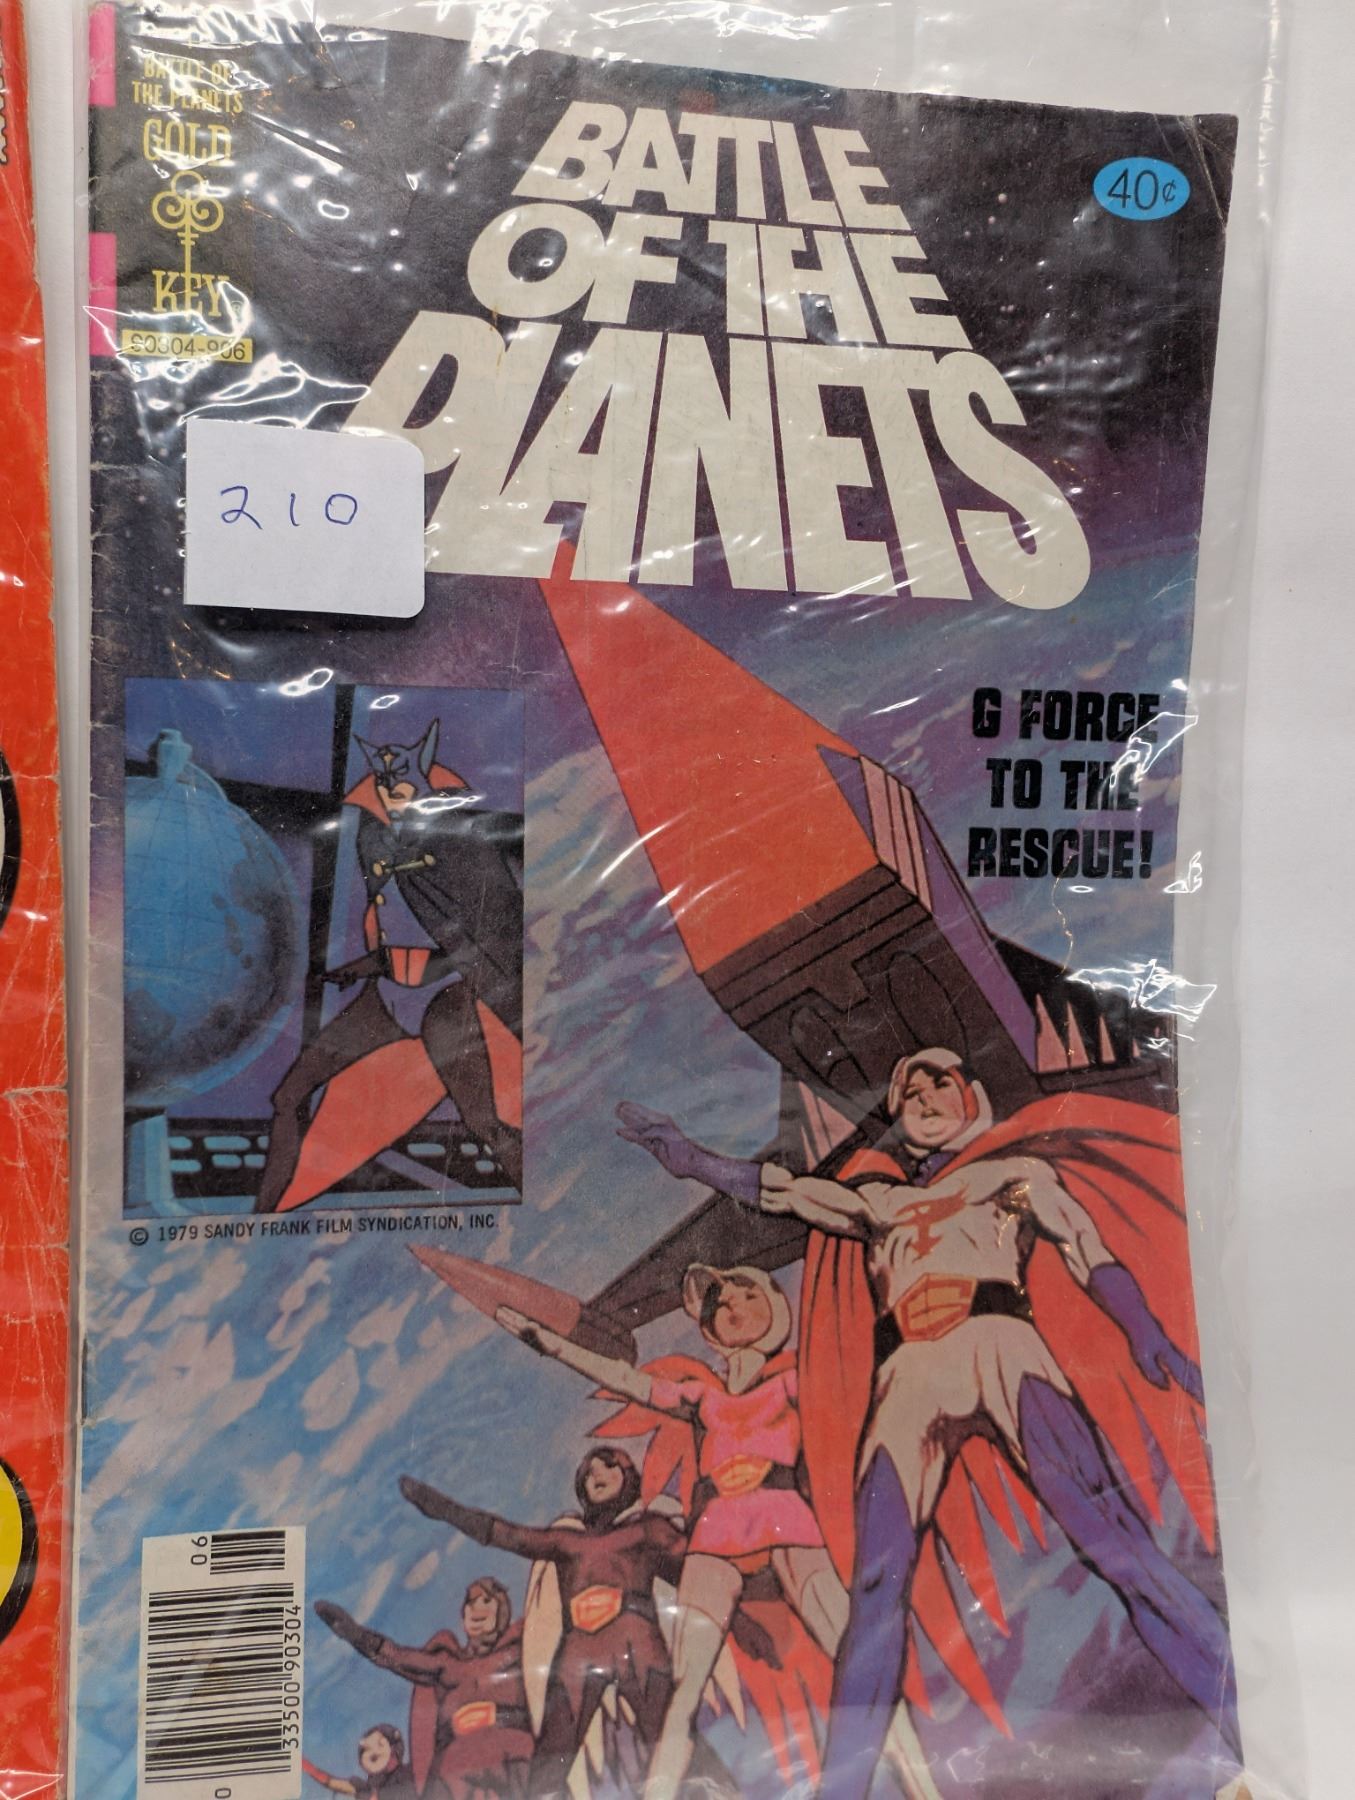 BATTLE OF
THE PLANETS
GOLD
KEY
90304-906
BATTLE
OF THE
PLANETS
40¢
210
G FORCE
TO THE
RESCUE!
© 1979 SANDY FRANK FILM SYNDICATION, INC.
06
33500 90304
0